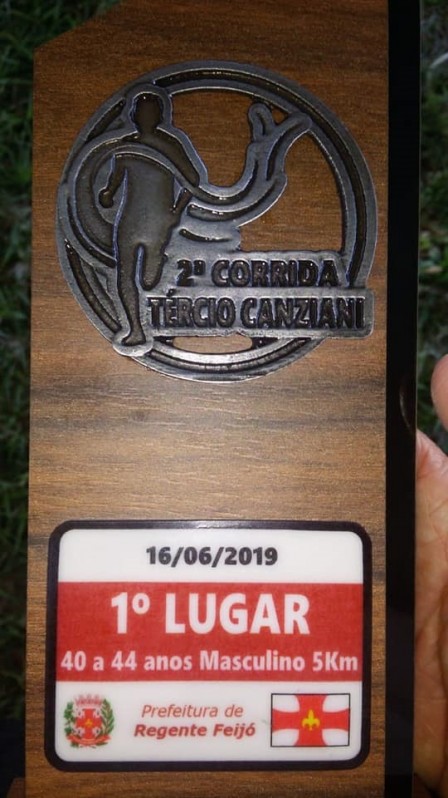 2ª CORRIDA
TÉRCIO CANZIANI
16/06/2019
1º LUGAR
40 a 44 anos Masculino 5Km
Prefeitura de
Regente Feijó